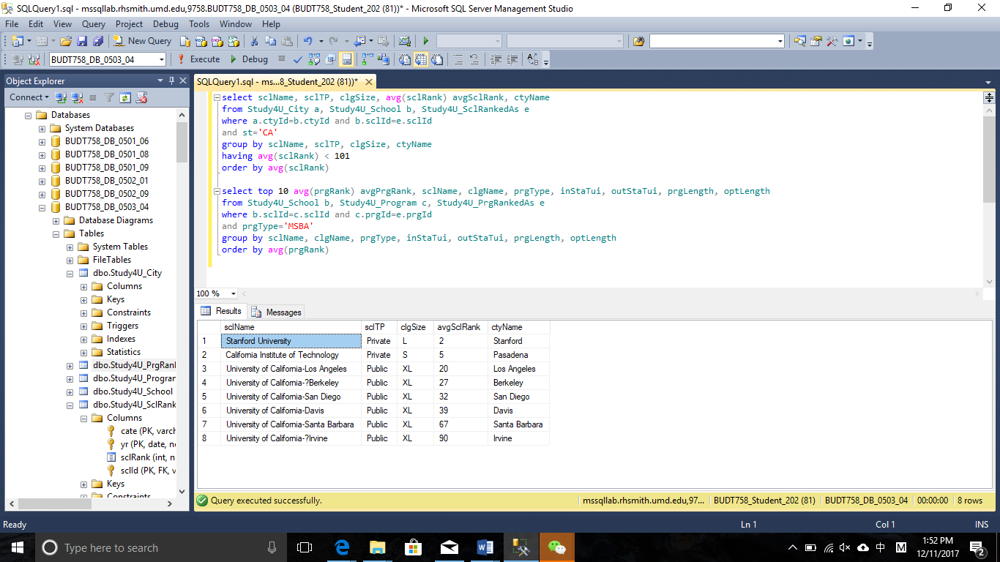 SQLQuery1.sql - mssqllab.rhsmith.umd.edu,9758.BUDT758_DB_0503_04 (BUDT758_Student_202 (81))* - Microsoft SQL Server Management Studio
File Edit View Query Project Debug Tools Window Help
New Query
BUDT758_DB_0503_04 Execute Debug
Object Explorer
Connect
Databases
System Databases
BUDT758_DB_0501_06
BUDT758_DB_0501_08
BUDT758_DB_0501_09
BUDT758_DB_0502_01
BUDT758_DB_0502_09
BUDT758_DB_0503_04
Database Diagrams
Tables
System Tables
FileTables
dbo.Study4U_City
Columns
Keys
Constraints
Triggers
Indexes
Statistics
dbo.Study4U_PrgRan
dbo.Study4U_Progra
dbo.Study4U_School
dbo.Study4U_SclRank
Columns
cate (PK, varch
yr (PK, date, n
sclRank (int, n
sclId (PK, FK, v
Keys
Constraints
SQLQuery1.sql - ms...8_Student_202 (81))*
select sclName, sclTP, clgSize, avg(sclRank) avgSclRank, ctyName
from Study4U_City a, Study4U_School b, Study4U_SclRankedAs e
where a.ctyId=b.ctyId and b.sclId=e.sclId
and st='CA'
group by sclName, sclTP, clgSize, ctyName
having avg(sclRank) < 101
order by avg(sclRank)
select top 10 avg(prgRank) avgPrgRank, sclName, clgName, prgType, inStaTui, outStaTui, prgLength, optLength
from Study4U_School b, Study4U_Program c, Study4U_PrgRankedAs e
where b.sclId=c.sclId and c.prgId=e.prgId
and prgType='MSBA'
group by sclName, clgName, prgType, inStaTui, outStaTui, prgLength, optLength
order by avg(prgRank)
100 %
Results Messages
sclName sclTP clgSize avgSclRank ctyName
1 Stanford University Private L 2 Stanford
2 California Institute of Technology Private S 5 Pasadena
3 University of California-Los Angeles Public XL 20 Los Angeles
4 University of California-?Berkeley Public XL 27 Berkeley
5 University of California-San Diego Public XL 32 San Diego
6 University of California-Davis Public XL 39 Davis
7 University of California-Santa Barbara Public XL 67 Santa Barbara
8 University of California-?Irvine Public XL 90 Irvine
Query executed successfully. mssqllab.rhsmith.umd.edu,97... BUDT758_Student_202 (81) BUDT758_DB_0503_04 00:00:00 8 rows
Ready Ln 1 Col 1 INS
Type here to search
中 M 1:52 PM
12/11/2017
2